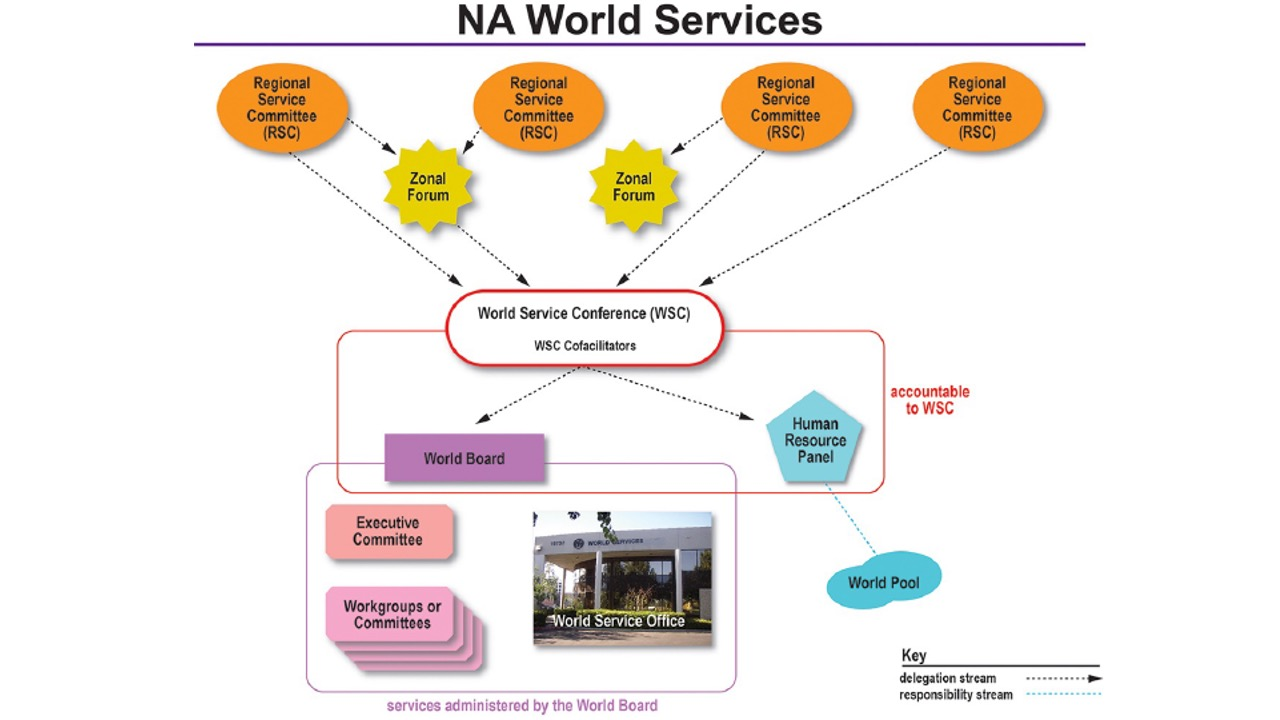 NA World Services
Regional
Service
Committee
(RSC)
Regional
Service
Committee
(RSC)
Regional
Service
Committee
(RSC)
Regional
Service
Committee
(RSC)
Zonal
Forum
Zonal
Forum
World Service Conference (WSC)
WSC Cofacilitators
accountable
to WSC
Human
Resource
Panel
World Board
Executive
Committee
WORLD SERVICES
World Service Office
Workgroups or
Committees
World Pool
Key
delegation stream
responsibility stream
services administered by the World Board